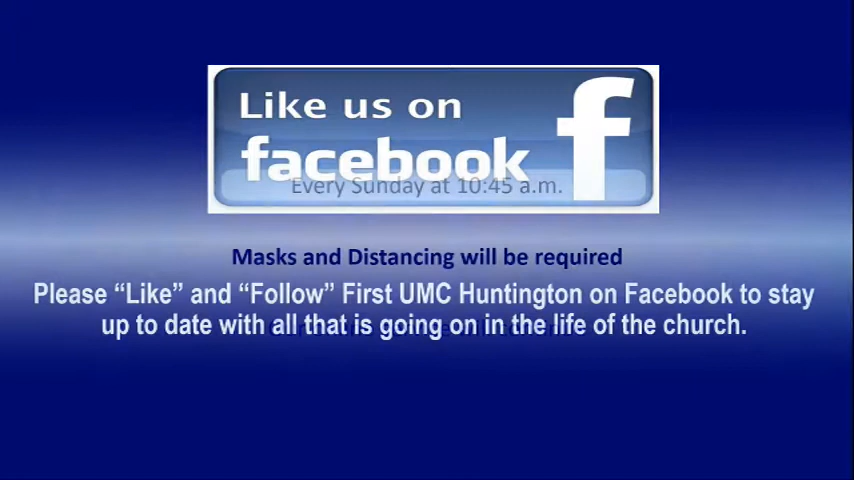 Like us on
facebook f
Every Sunday at 10:45 a.m.
Masks and Distancing will be required
Please “Like” and “Follow” First UMC Huntington on Facebook to stay
up to date with all that is going on in the life of the church.